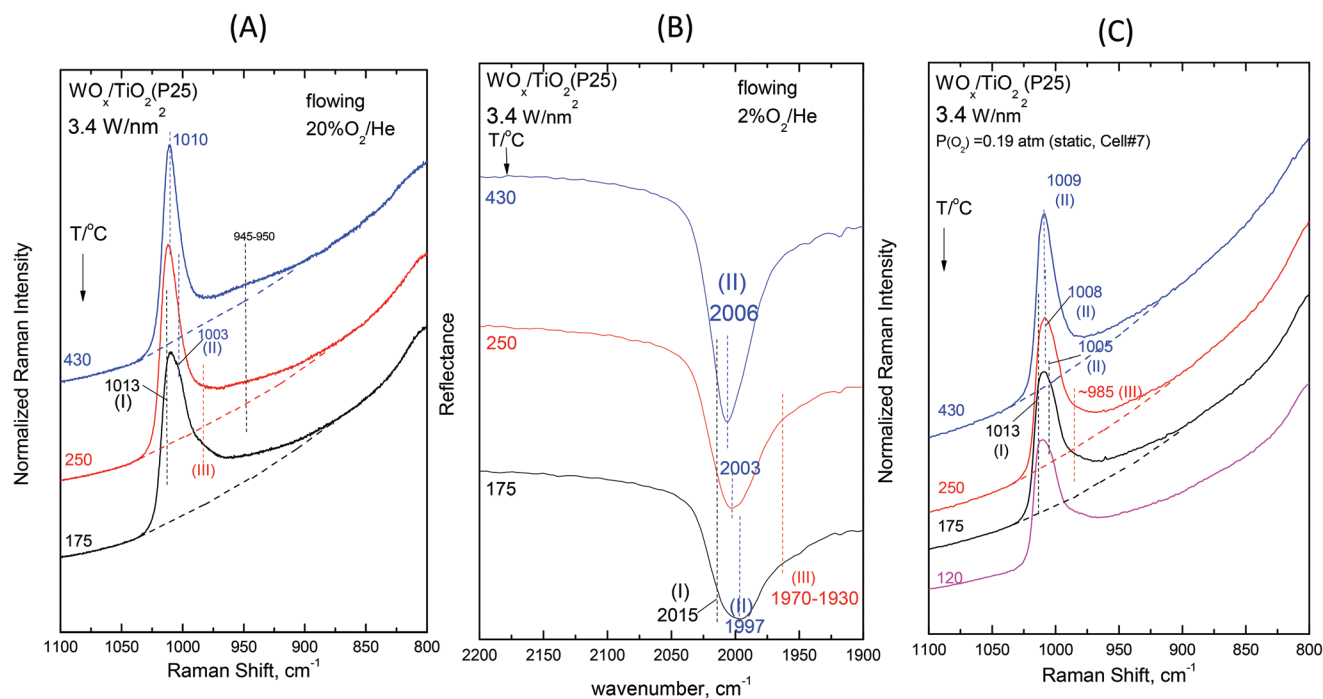 (A)
WOₓ/TiO₂(P25)
2
3.4 W/nm
flowing
20%O₂/He
1010
T/°C
945-950
430
1003
(II)
1013
(I)
250
(III)
175
Normalized Raman Intensity
1100 1050 1000 950 900 850 800
Raman Shift, cm⁻¹
(B)
WOₓ/TiO₂(P25)
3.4 W/nm²
flowing
2%O₂/He
T/°C
430
(II)
2006
250
2003
175
(I)
2015
(II)
1997
(III)
1970-1930
Reflectance
2200 2150 2100 2050 2000 1950 1900
wavenumber, cm⁻¹
(C)
WOₓ/TiO₂(P25)
3.4 W/nm²
P(O₂) =0.19 atm (static, Cell#7)
1009
(II)
T/°C
1008
(II)
1005
(II)
430
~985 (III)
1013
(I)
250
175
120
Normalized Raman Intensity
1100 1050 1000 950 900 850 800
Raman Shift, cm⁻¹